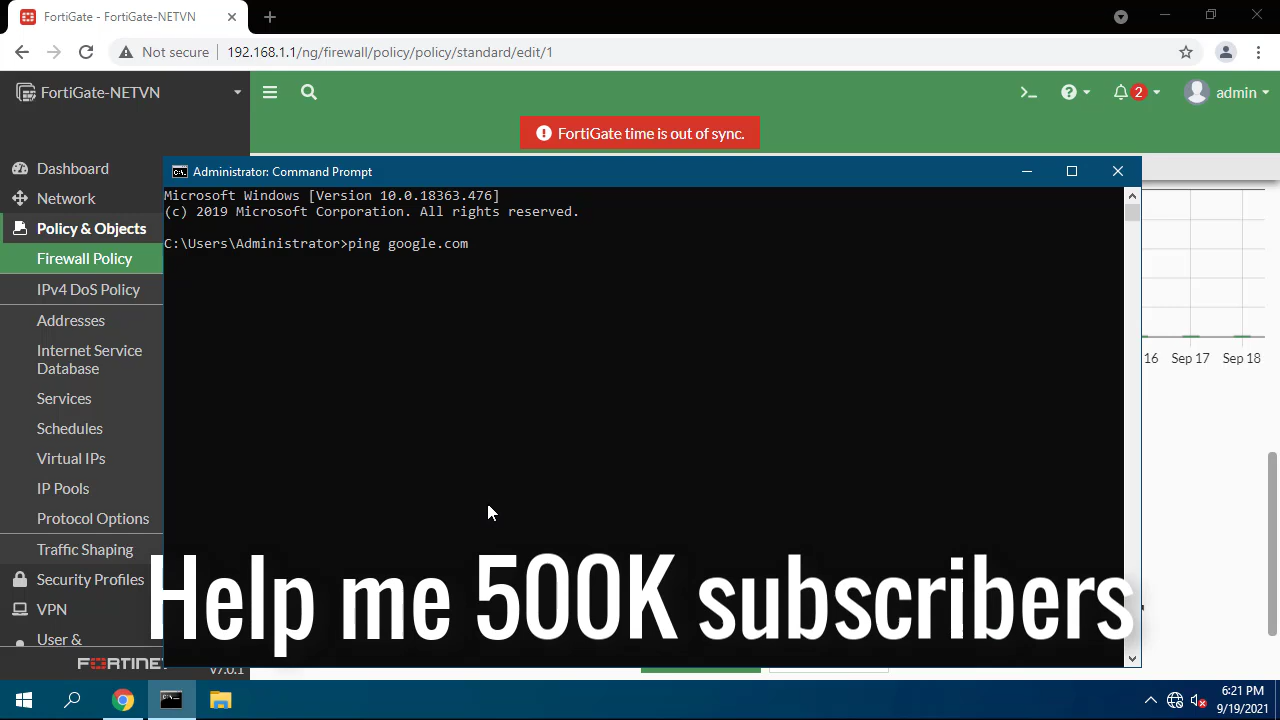 FortiGate - FortiGate-NETVN
Not secure
192.168.1.1/ng/firewall/policy/policy/standard/edit/1
FortiGate-NETVN
2
admin
FortiGate time is out of sync.
Dashboard
Network
Policy & Objects
Firewall Policy
IPv4 DoS Policy
Addresses
Internet Service
Database
Services
Schedules
Virtual IPs
IP Pools
Protocol Options
Traffic Shaping
Security Profiles
VPN
User &
FORTINE
v7.0.1
Administrator: Command Prompt
Microsoft Windows [Version 10.0.18363.476]
(c) 2019 Microsoft Corporation. All rights reserved.
C:\Users\Administrator>ping google.com
16 Sep 17 Sep 18
Help me 500K subscribers
6:21 PM
9/19/2021